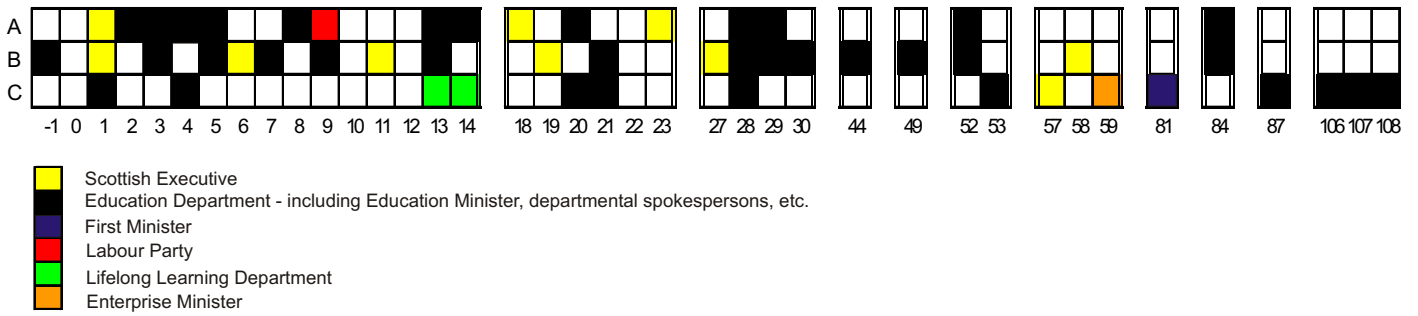 A
B
C
-1 0 1 2 3 4 5 6 7 8 9 10 11 12 13 14 18 19 20 21 22 23 27 28 29 30 44 49 52 53 57 58 59 81 84 87 106 107 108
Scottish Executive
Education Department - including Education Minister, departmental spokespersons, etc.
First Minister
Labour Party
Lifelong Learning Department
Enterprise Minister